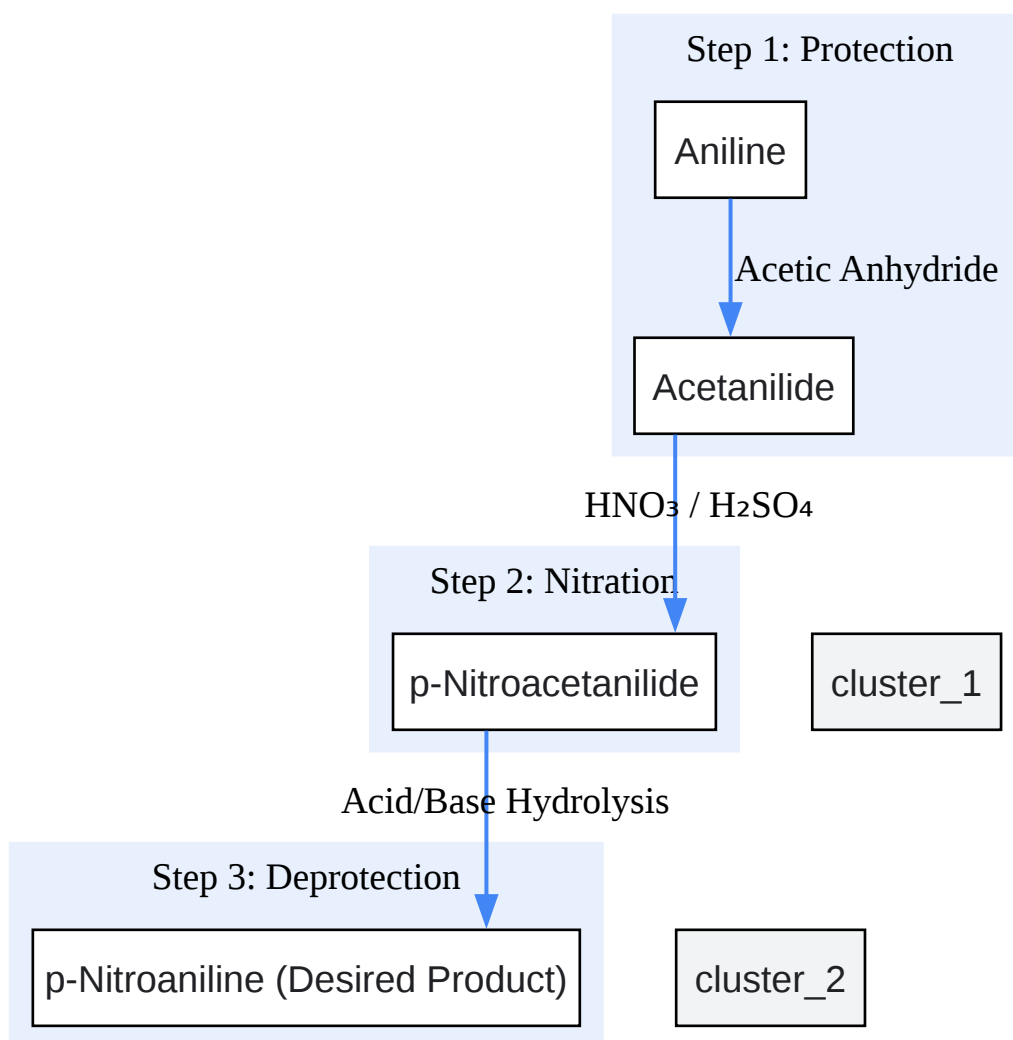 Step 1: Protection
Aniline
Acetic Anhydride
Acetanilide
HNO₃ / H₂SO₄
Step 2: Nitration
p-Nitroacetanilide
cluster_1
Acid/Base Hydrolysis
Step 3: Deprotection
p-Nitroaniline (Desired Product)
cluster_2